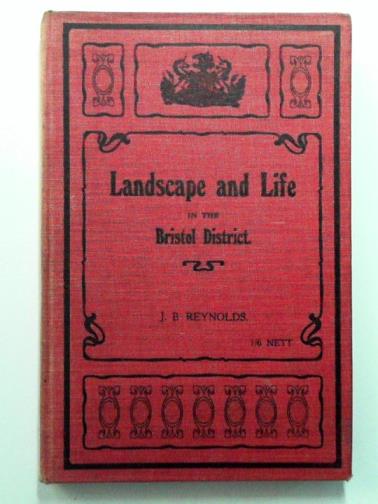 Landscape and Life
IN THE
Bristol District.
J. B REYNOLDS.
1/6 NETT